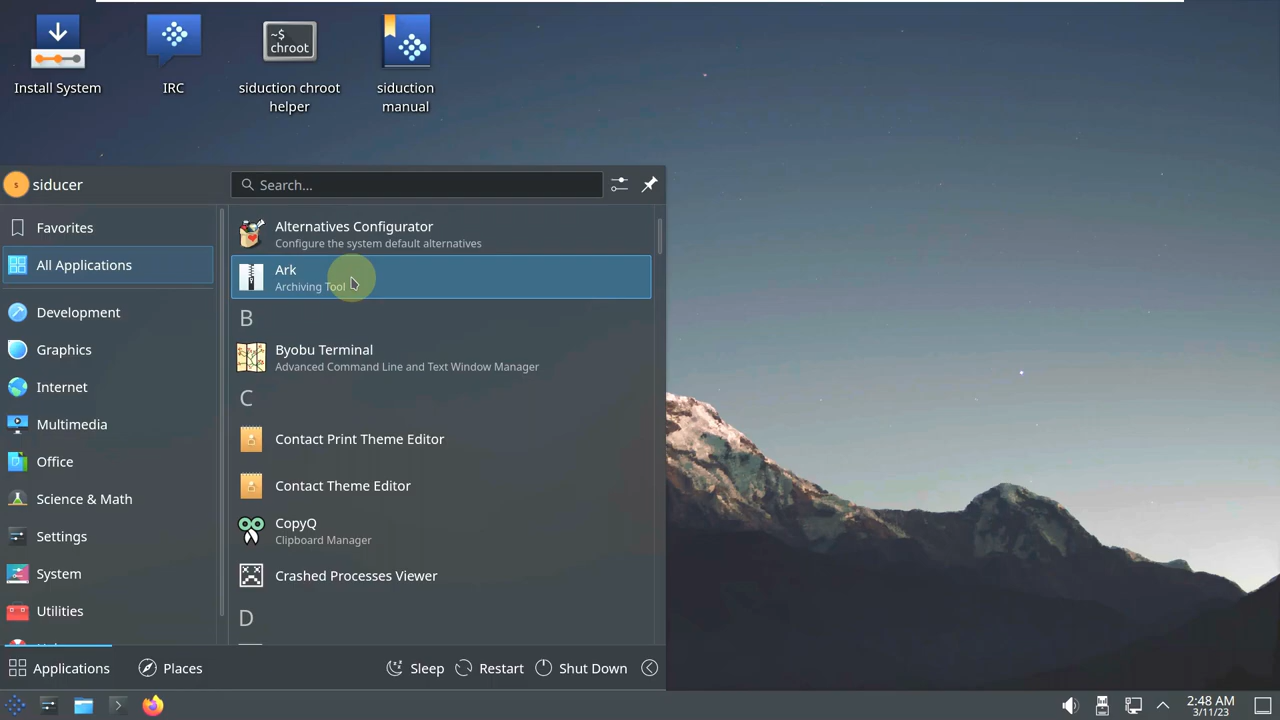 ~$
chroot
Install System
IRC
siduction chroot
helper
siduction
manual
siducer
Search...
Favorites
All Applications
Development
Graphics
Internet
Multimedia
Office
Science & Math
Settings
System
Utilities
Alternatives Configurator
Configure the system default alternatives
Ark
Archiving Tool
B
Byobu Terminal
Advanced Command Line and Text Window Manager
C
Contact Print Theme Editor
Contact Theme Editor
CopyQ
Clipboard Manager
Crashed Processes Viewer
D
Applications
Places
Sleep
Restart
Shut Down
2:48 AM
3/11/23